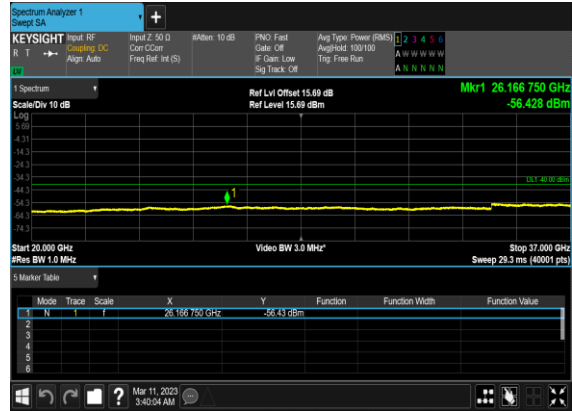 Spectrum Analyzer 1
Swept SA
+
KEYSIGHT Input: RF Input Z: 50 Ω #Atten: 10 dB PNO: Fast Avg Type: Power (RMS) 1 2 3 4 5 6
R T Coupling: DC Corr CCorr Gate: Off Avg|Hold: 100/100 A W W W W W
Align: Auto Freq Ref: Int (S) IF Gain: Low Trig: Free Run
LW Sig Track: Off A N N N N N
1 Spectrum Ref Lvl Offset 15.69 dB Mkr1 26.166 750 GHz
Scale/Div 10 dB Ref Level 15.69 dBm -56.428 dBm
Log
5.69
-4.31
-14.3
-24.3
-34.3
DL1 -40.00 dBm
-44.3
1
-54.3
-64.3
-74.3
Start 20.000 GHz Video BW 3.0 MHz* Stop 37.000 GHz
#Res BW 1.0 MHz Sweep 29.3 ms (40001 pts)
5 Marker Table
Mode Trace Scale X Y Function Function Width Function Value
1 N 1 f 26.166 750 GHz -56.43 dBm
2
3
4
5
6
? Mar 11, 2023
3:40:04 AM